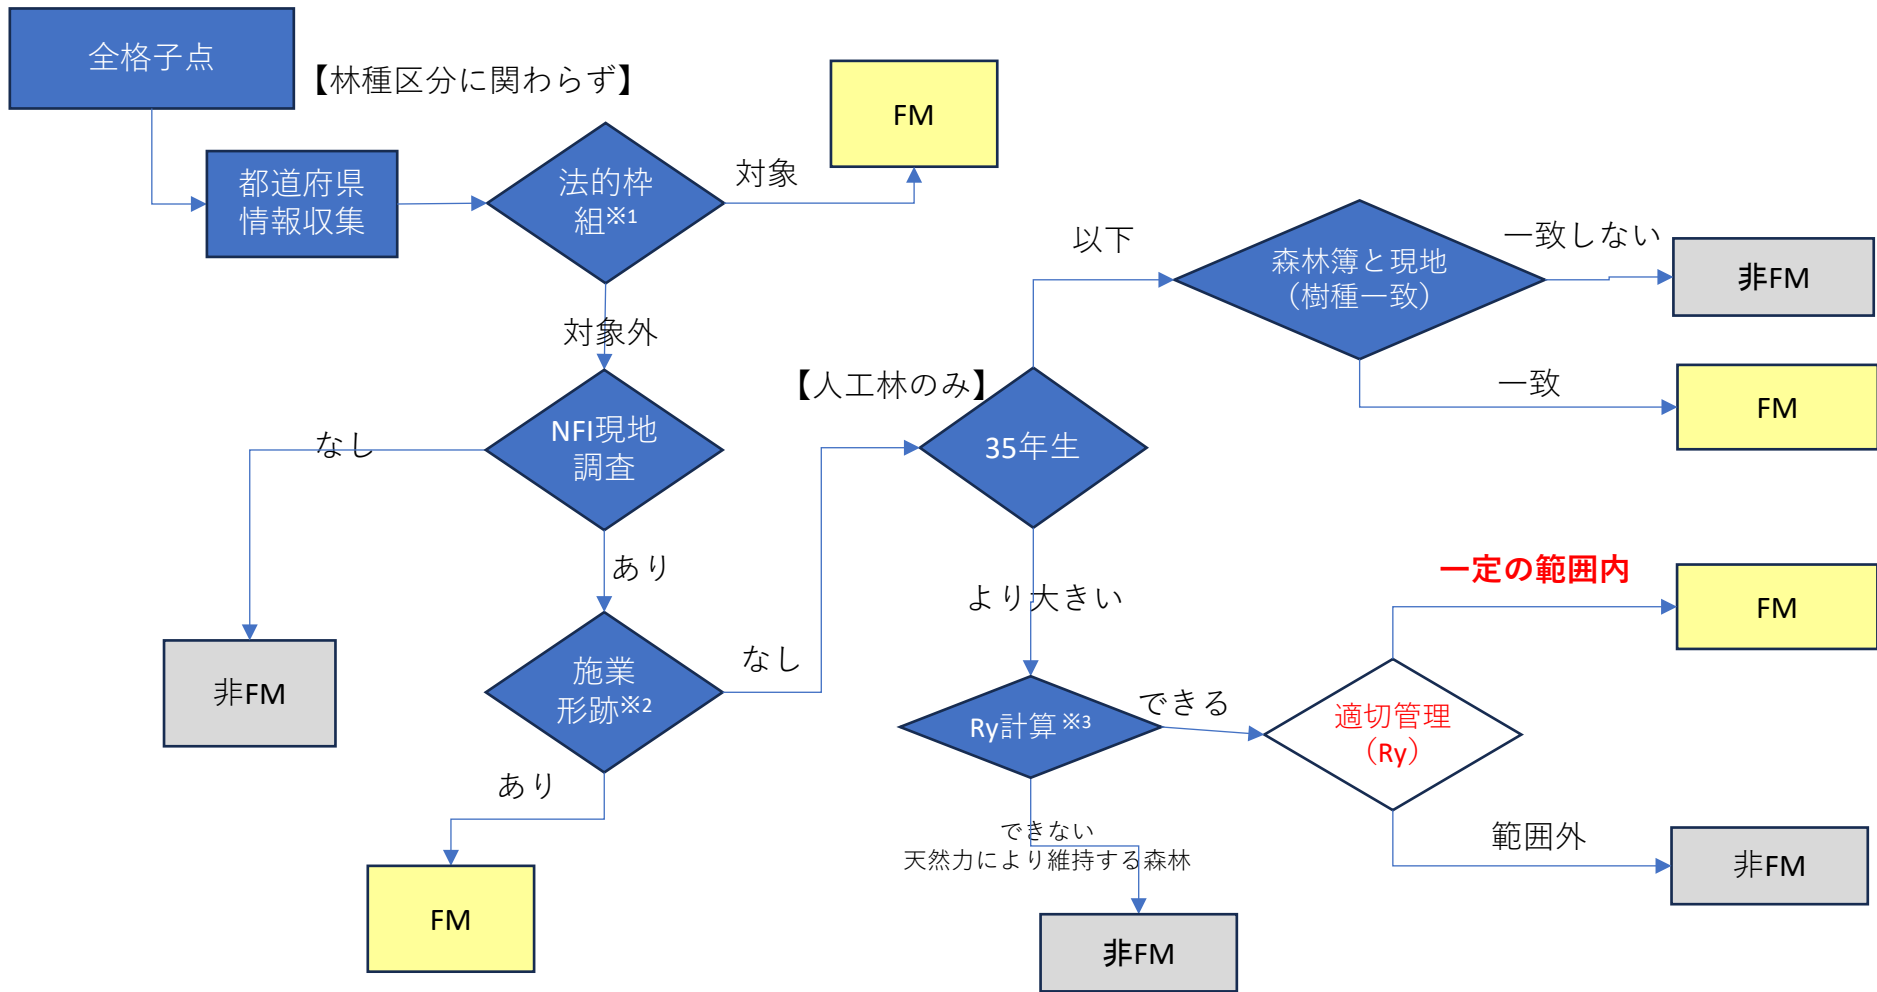 全格子点
【林種区分に関わらず】
都道府県
情報収集
法的枠
組※1
対象
FM
対象外
NFI現地
調査
なし
非FM
あり
施業
形跡※2
あり
FM
なし
【人工林のみ】
35年生
以下
森林簿と現地
（樹種一致）
一致しない
非FM
一致
FM
より大きい
Ry計算※3
できる
適切管理
（Ry）
一定の範囲内
FM
範囲外
非FM
できない
天然力により維持する森林
非FM